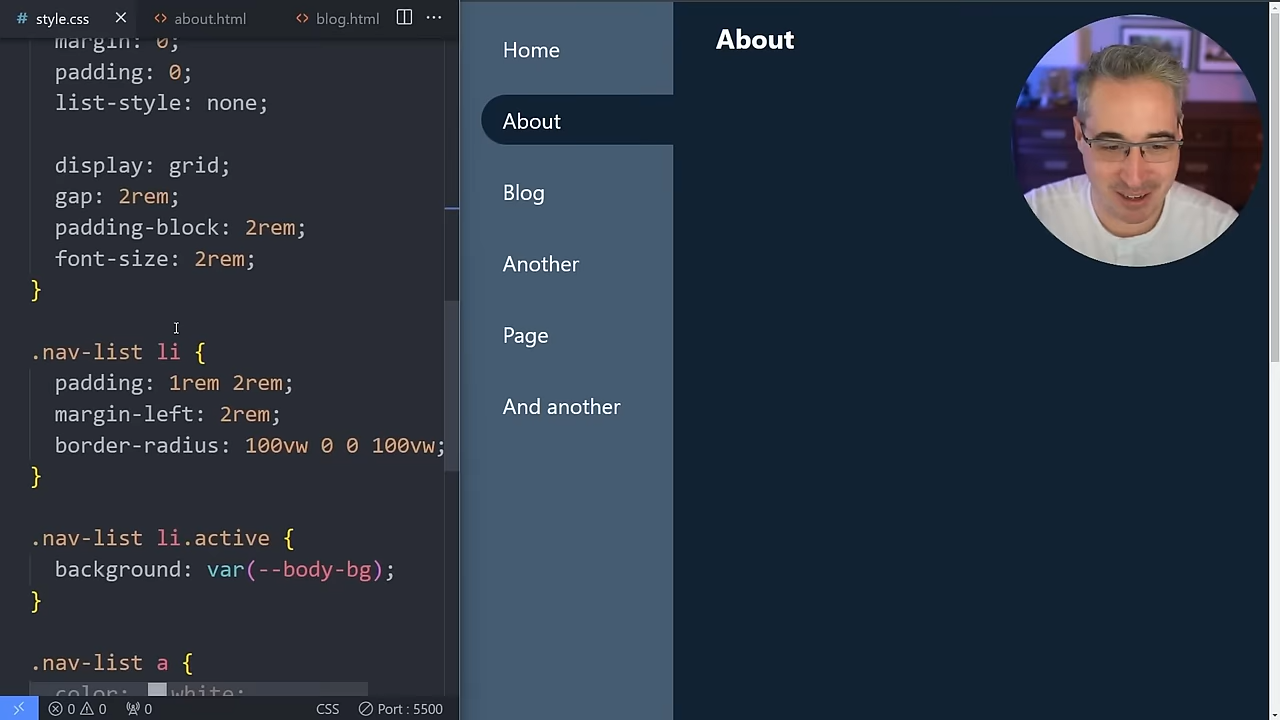 # style.css × <> about.html <> blog.html ···
margin: 0;
padding: 0;
list-style: none;
display: grid;
gap: 2rem;
padding-block: 2rem;
font-size: 2rem;
}
.nav-list li {
padding: 1rem 2rem;
margin-left: 2rem;
border-radius: 100vw 0 0 100vw;
}
.nav-list li.active {
background: var(--body-bg);
}
.nav-list a {
color: white;
0 0 0 CSS Port : 5500
Home
About
Blog
Another
Page
And another
About